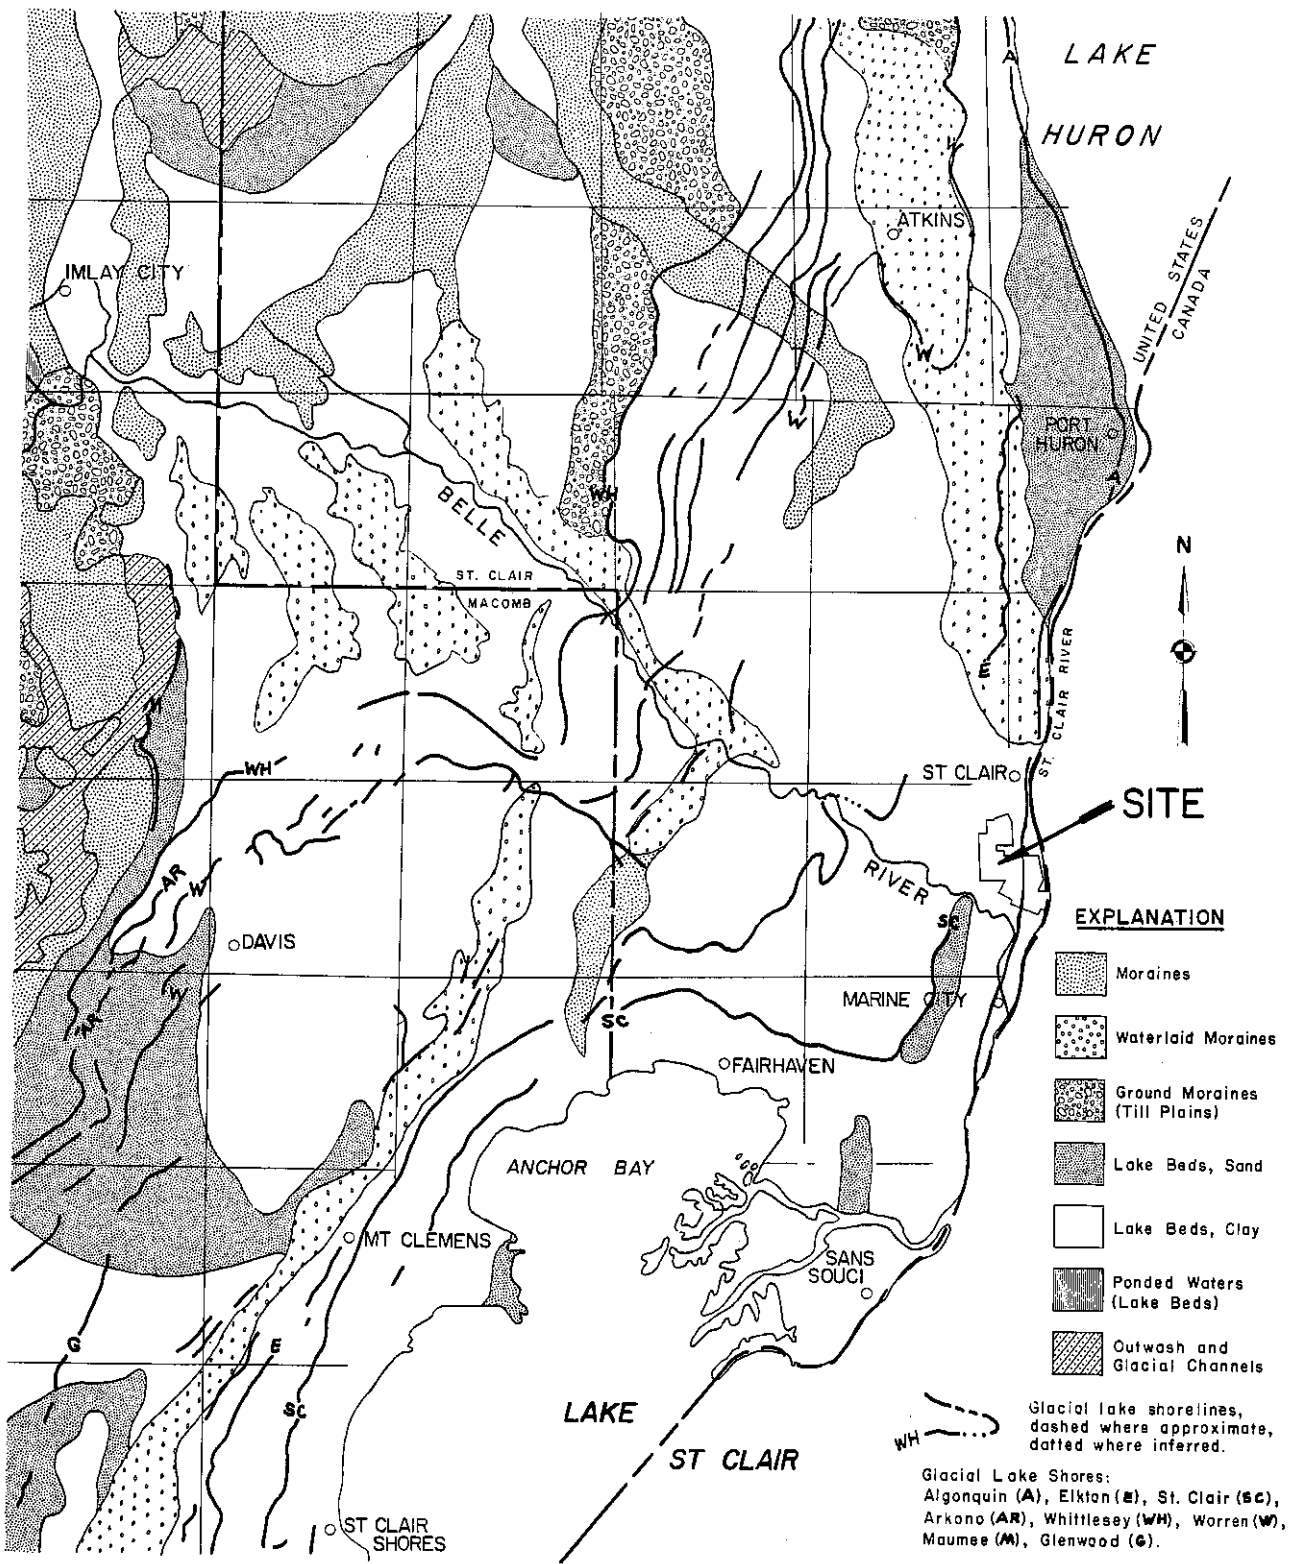 LAKE
HURON
A
W
ATKINS
IMLAY CITY
UNITED STATES
CANADA
W
W
PORT
HURON
A
WH
BELLE
N
ST. CLAIR
MACOMB
E
ST. CLAIR RIVER
M
WH
ST CLAIR
SITE
AR
W
RIVER
SC
DAVIS
W
AR
MARINE CITY
SC
FAIRHAVEN
ANCHOR BAY
MT CLEMENS
SANS
SOUCI
G
E
SC
LAKE
ST CLAIR
ST CLAIR
SHORES
EXPLANATION
Moraines
Waterlaid Moraines
Ground Moraines
(Till Plains)
Lake Beds, Sand
Lake Beds, Clay
Ponded Waters
(Lake Beds)
Outwash and
Glacial Channels
WH
Glacial lake shorelines,
dashed where approximate,
dotted where inferred.
Glacial Lake Shores:
Algonquin (A), Elkton (E), St. Clair (SC),
Arkono (AR), Whittlesey (WH), Worren (W),
Maumee (M), Glenwood (G).